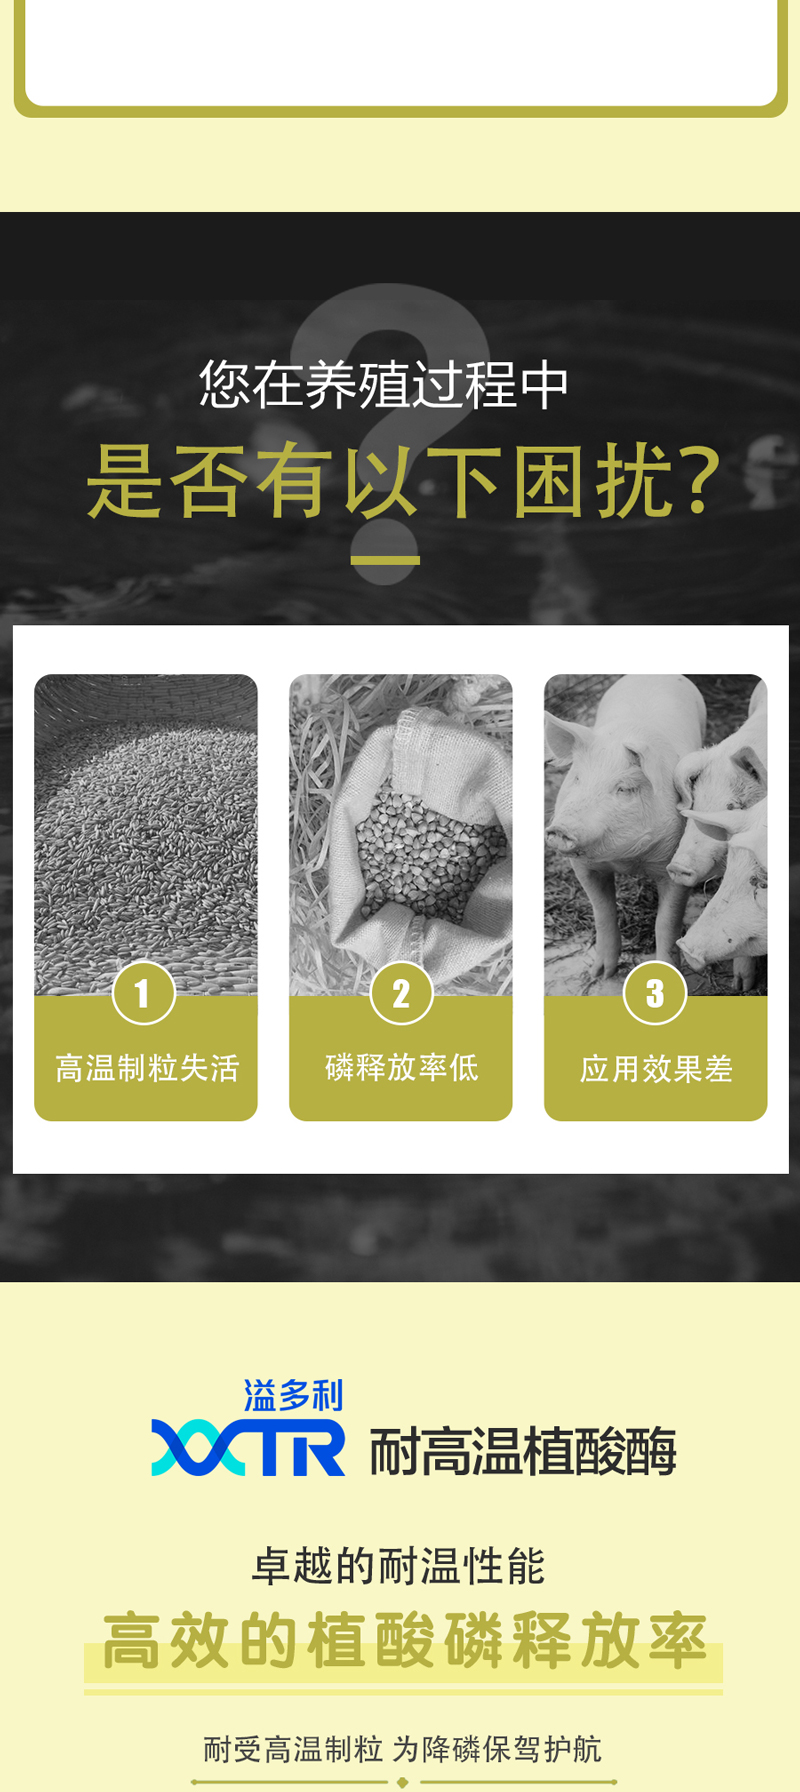 您在养殖过程中
是否有以下困扰?
1
2
3
高温制粒失活
磷释放率低
应用效果差
溢多利
XTR
耐高温植酸酶
卓越的耐温性能
高效的植酸磷释放率
耐受高温制粒 为降磷保驾护航